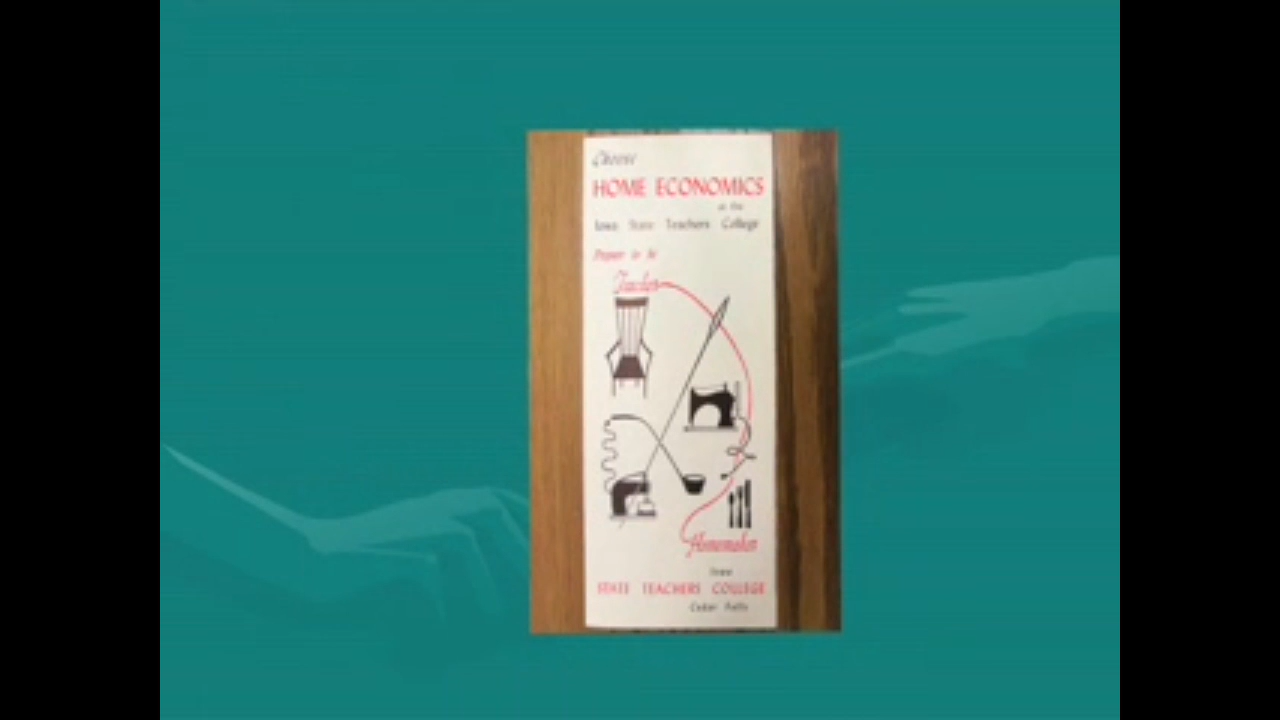 Choose
HOME ECONOMICS
at the
Iowa State Teachers College
Prepare to be
Teacher
Homemaker
Iowa
STATE TEACHERS COLLEGE
Cedar Falls